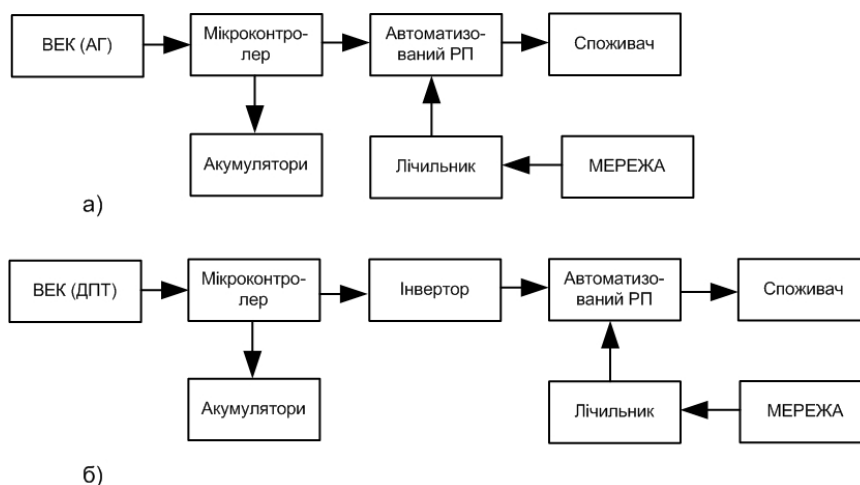 ВЕК (АГ)
Мікроконтро-
лер
Автоматизо-
ваний РП
Споживач
Акумулятори
Лічильник
МЕРЕЖА
а)
ВЕК (ДПТ)
Мікроконтро-
лер
Інвертор
Автоматизо-
ваний РП
Споживач
Акумулятори
Лічильник
МЕРЕЖА
б)